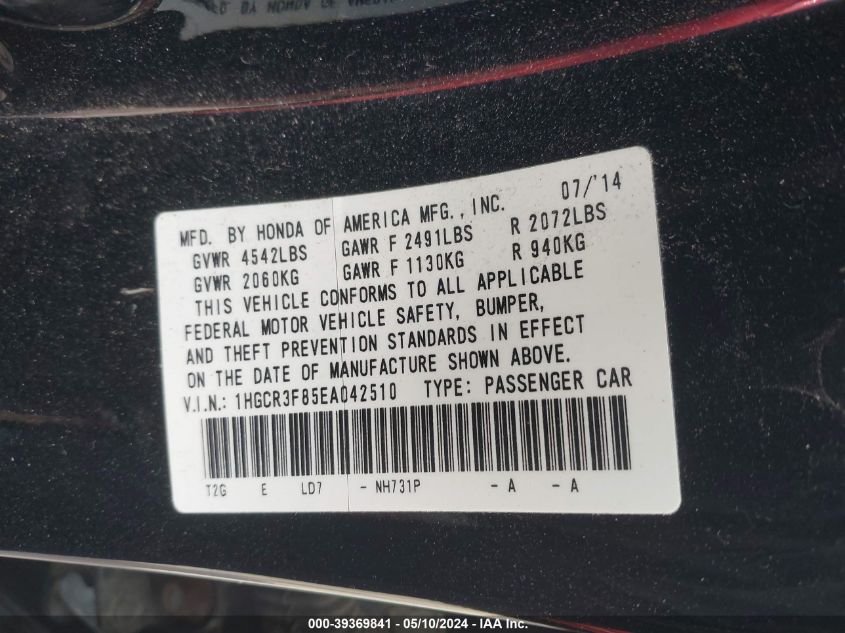 07/'14
MFD. BY HONDA OF AMERICA MFG., INC.
GVWR 4542LBS GAWR F 2491LBS R 2072LBS
GVWR 2060KG GAWR F 1130KG R 940KG
THIS VEHICLE CONFORMS TO ALL APPLICABLE
FEDERAL MOTOR VEHICLE SAFETY, BUMPER,
AND THEFT PREVENTION STANDARDS IN EFFECT
ON THE DATE OF MANUFACTURE SHOWN ABOVE.
V.I.N.: 1HGCR3F85EA042510 TYPE: PASSENGER CAR
T2G E LD7 - NH731P - A - A
000-39369841 - 05/10/2024 - IAA Inc.